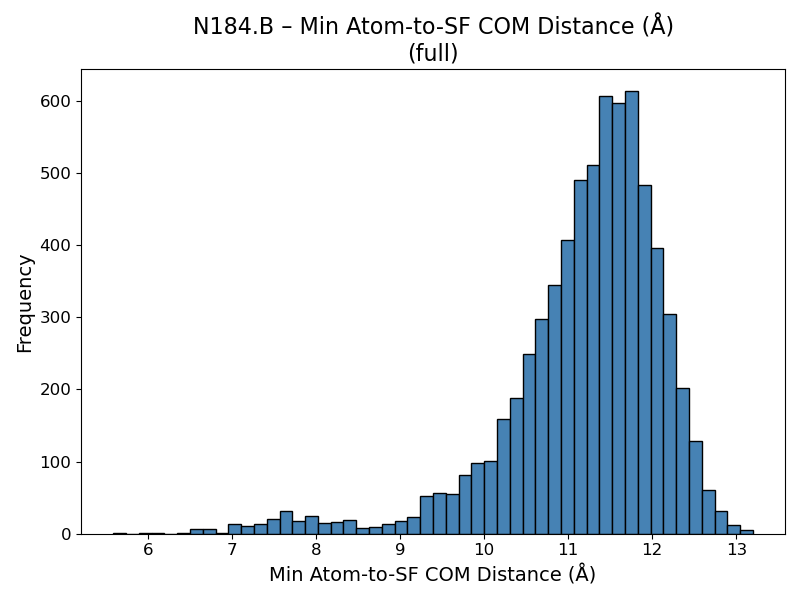 N184.B – Min Atom-to-SF COM Distance (Å)
(full)
Frequency
600
500
400
300
200
100
0
6 7 8 9 10 11 12 13
Min Atom-to-SF COM Distance (Å)